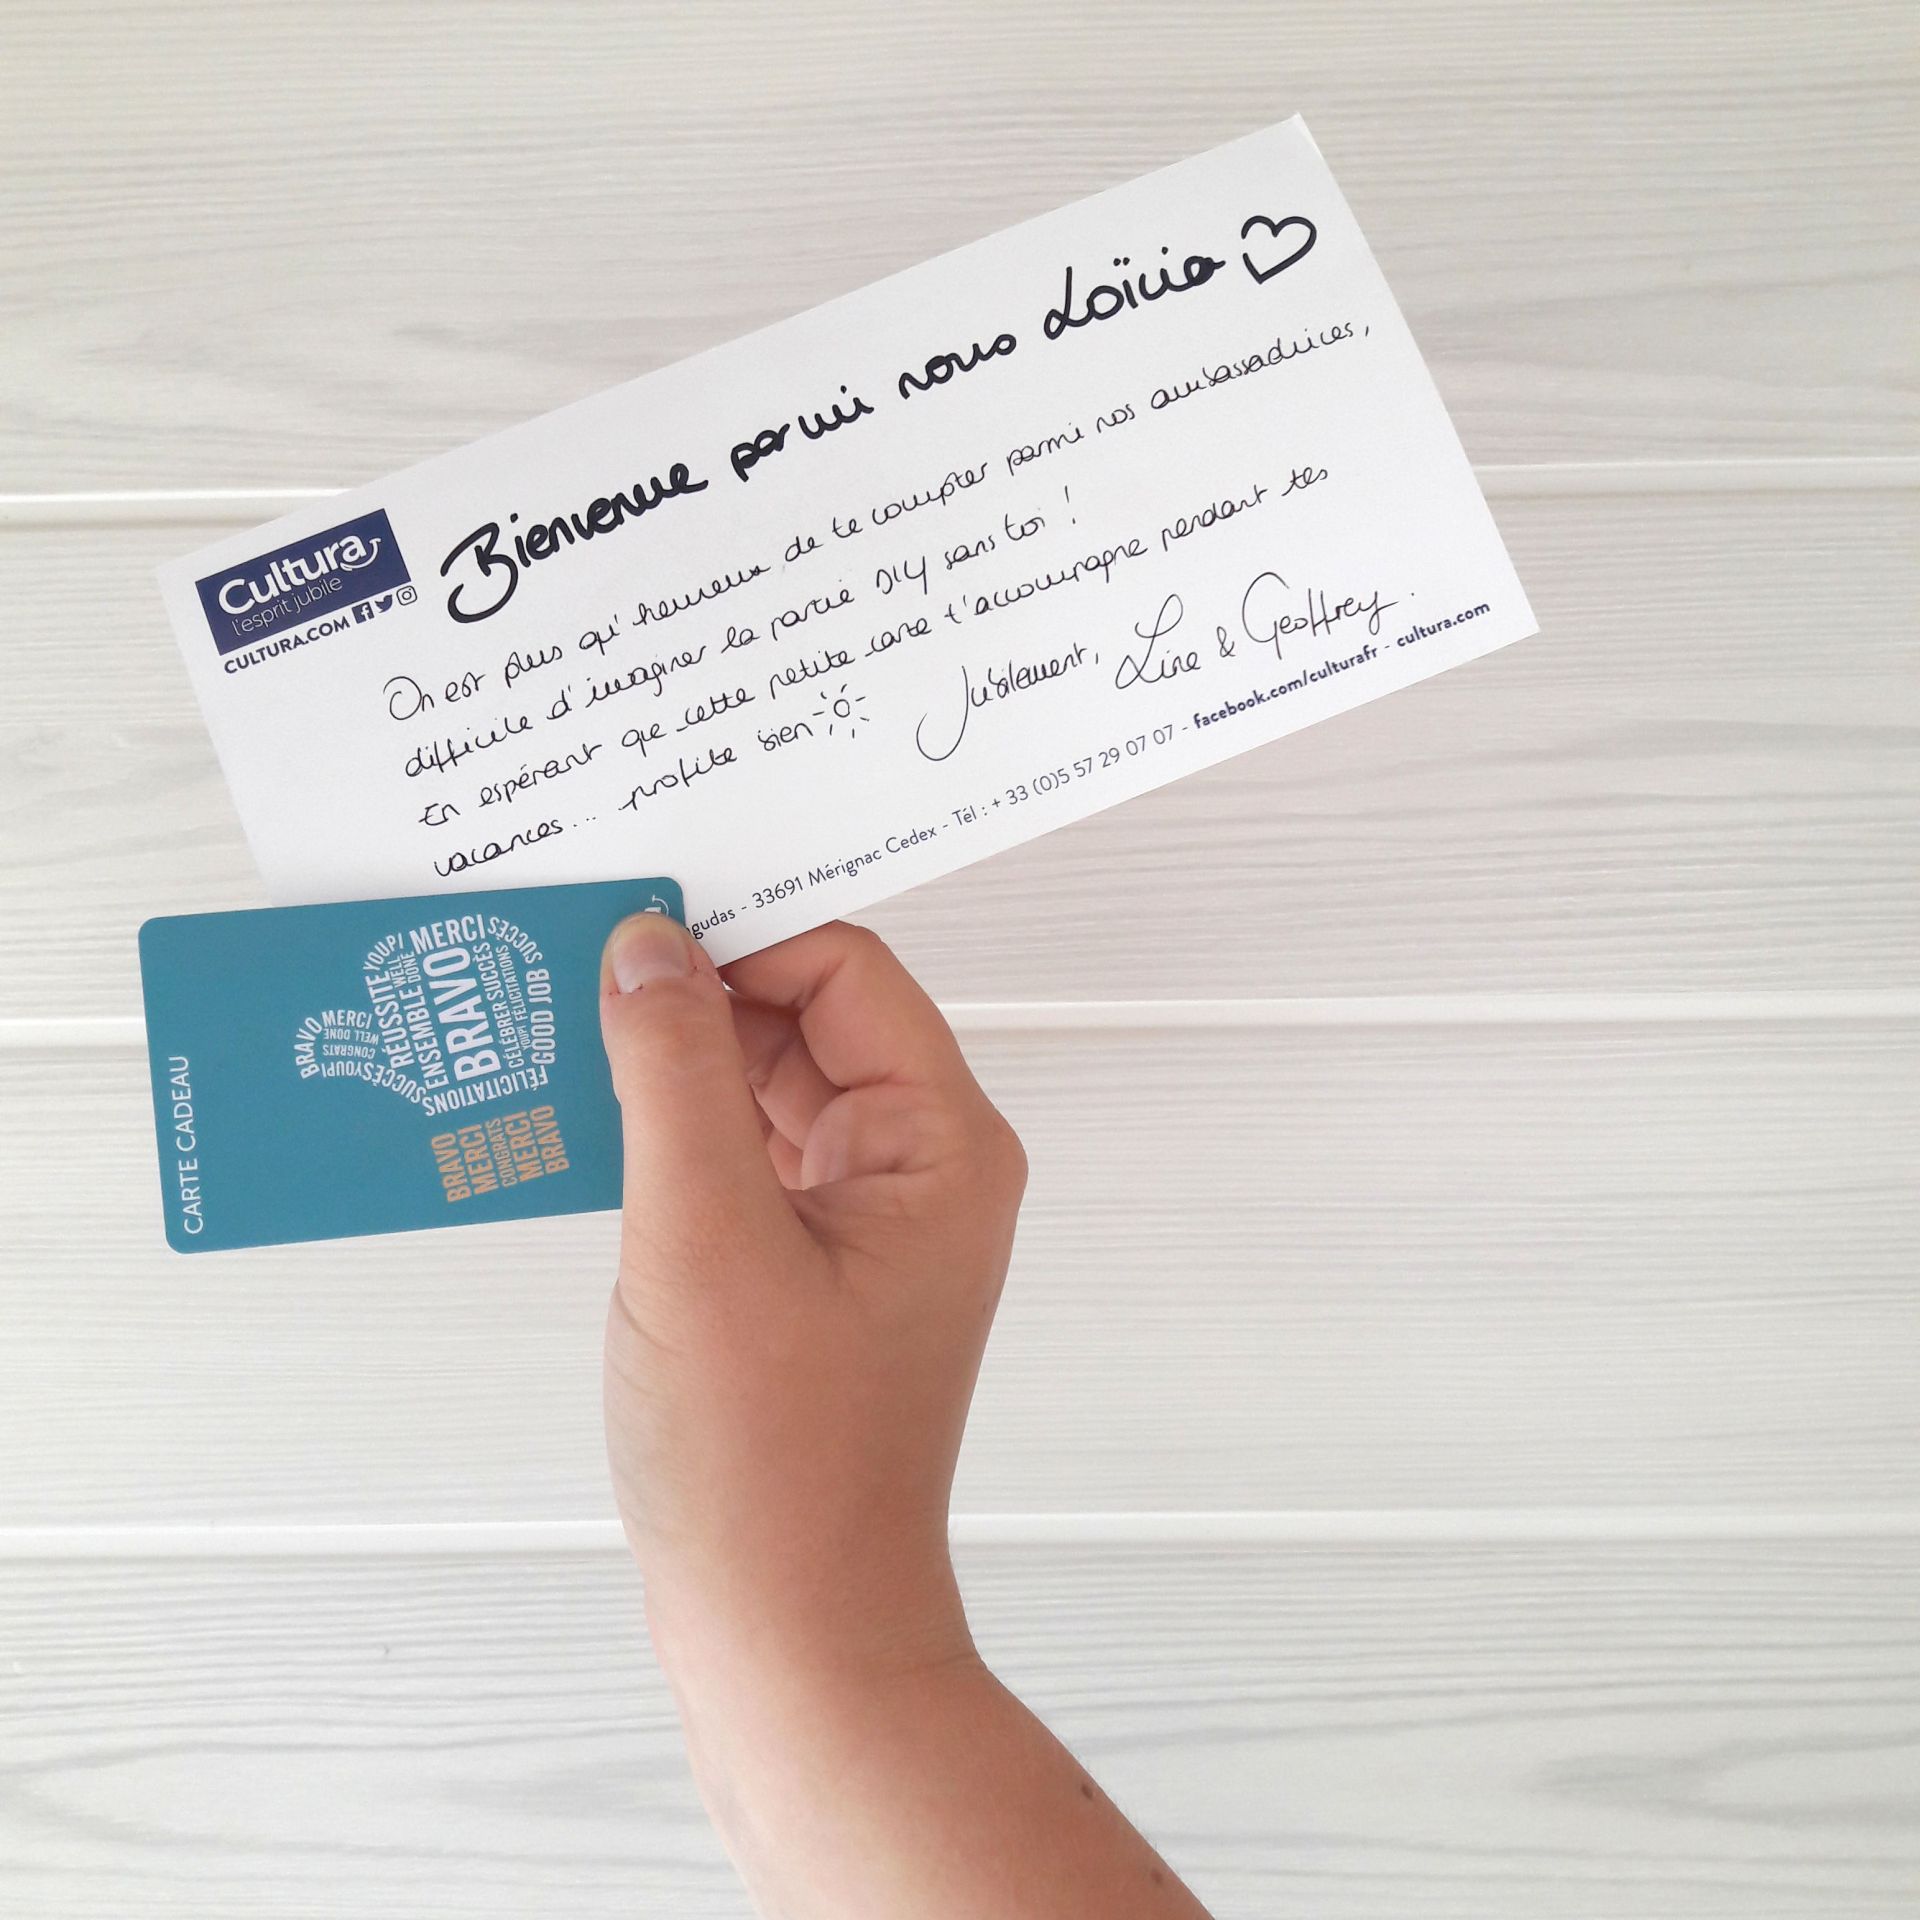 Bienvenue parmi nous Loïcia
Cultura
l'esprit jubile
CULTURA.COM
On est plus qu'heureux de te compter parmi nos ambassadrices,
difficile d'imaginer la partie DIY sans toi !
En espérant que cette petite carte t'accompagne pendant tes
vacances... profite bien
Jubilement, Line & Geoffrey.
gudas - 33691 Mérignac Cedex - Tél : + 33 (0)5 57 29 07 07 - facebook.com/culturafr - cultura.com
CARTE CADEAU
BRAVO
MERCI
WELL DONE
CONGRATS
YOUPI
SUCCÈS
RÉUSSITE
YOUPI
ENSEMBLE
WELL DONE
MERCI
BRAVO
SUCCÈS
CÉLÉBRER SUCCÈS
YOUPI FÉLICITATIONS
GOOD JOB
SUCCÈS
FÉLICITATIONS
BRAVO
MERCI
CONGRATS
MERCI
BRAVO